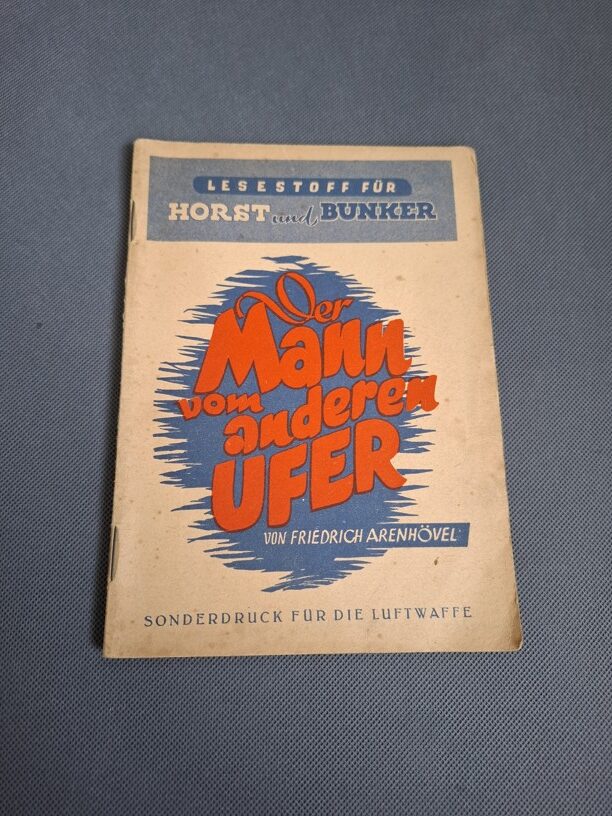 LESESTOFF FÜR
HORST und BUNKER
Der
Mann
vom
anderen
UFER
VON FRIEDRICH ARENHÖVEL
SONDERDRUCK FÜR DIE LUFTWAFFE